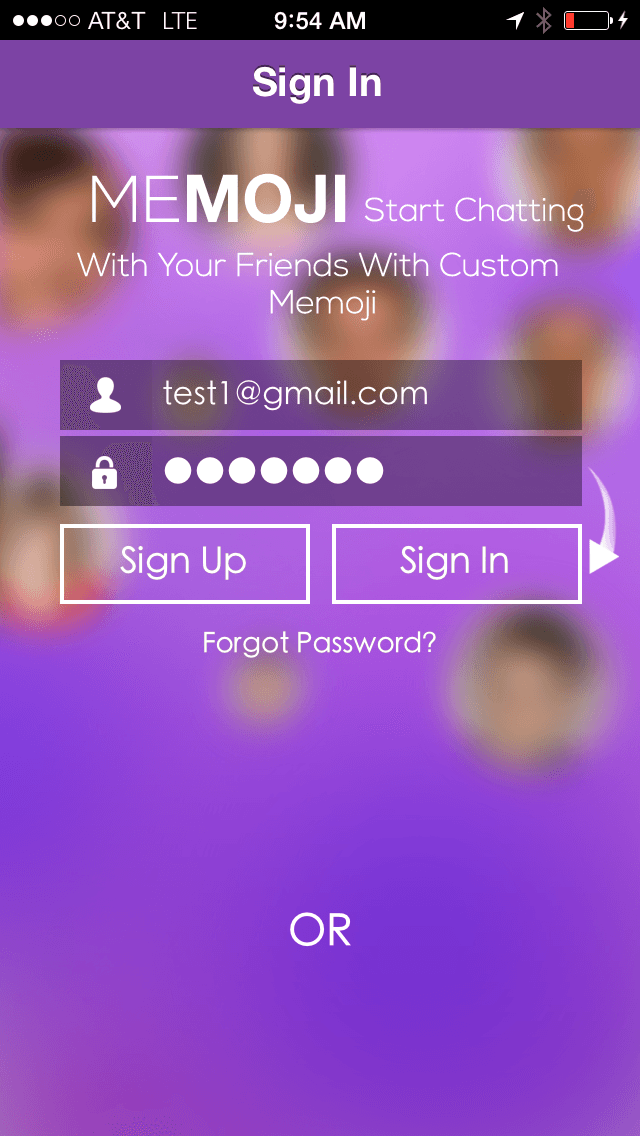 AT&T LTE 9:54 AM
Sign In
MEMOJI Start Chatting
With Your Friends With Custom
Memoji
test1@gmail.com
●●●●●●●
Sign Up Sign In
Forgot Password?
OR